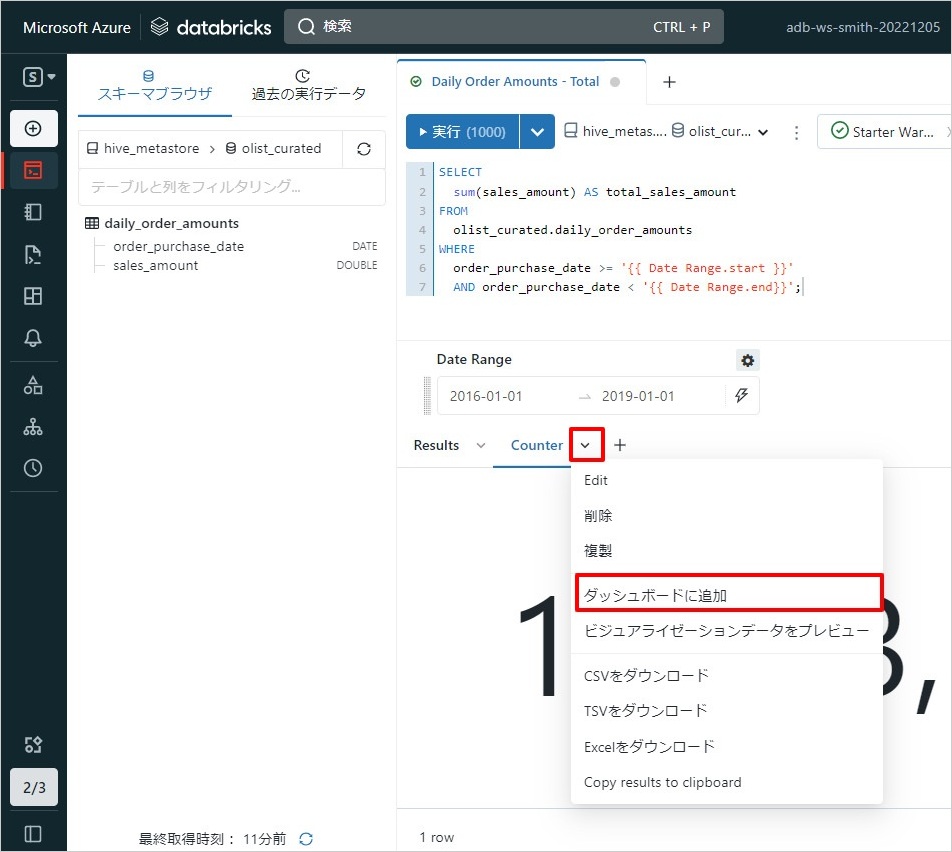 Microsoft Azure databricks 検索 CTRL + P adb-ws-smith-20221205
S
スキーマブラウザ 過去の実行データ
hive_metastore > olist_curated
テーブルと列をフィルタリング...
daily_order_amounts
order_purchase_date DATE
sales_amount DOUBLE
Daily Order Amounts - Total
実行 (1000) hive_metas.... olist_cur... Starter War...
1 SELECT
2 sum(sales_amount) AS total_sales_amount
3 FROM
4 olist_curated.daily_order_amounts
5 WHERE
6 order_purchase_date >= '{{ Date Range.start }}'
7 AND order_purchase_date < '{{ Date Range.end}}';
Date Range
2016-01-01 → 2019-01-01
Results Counter +
Edit
削除
複製
ダッシュボードに追加
ビジュアライゼーションデータをプレビュー
CSVをダウンロード
TSVをダウンロード
Excelをダウンロード
Copy results to clipboard
1
,
2/3
最終取得時刻： 11分前
1 row